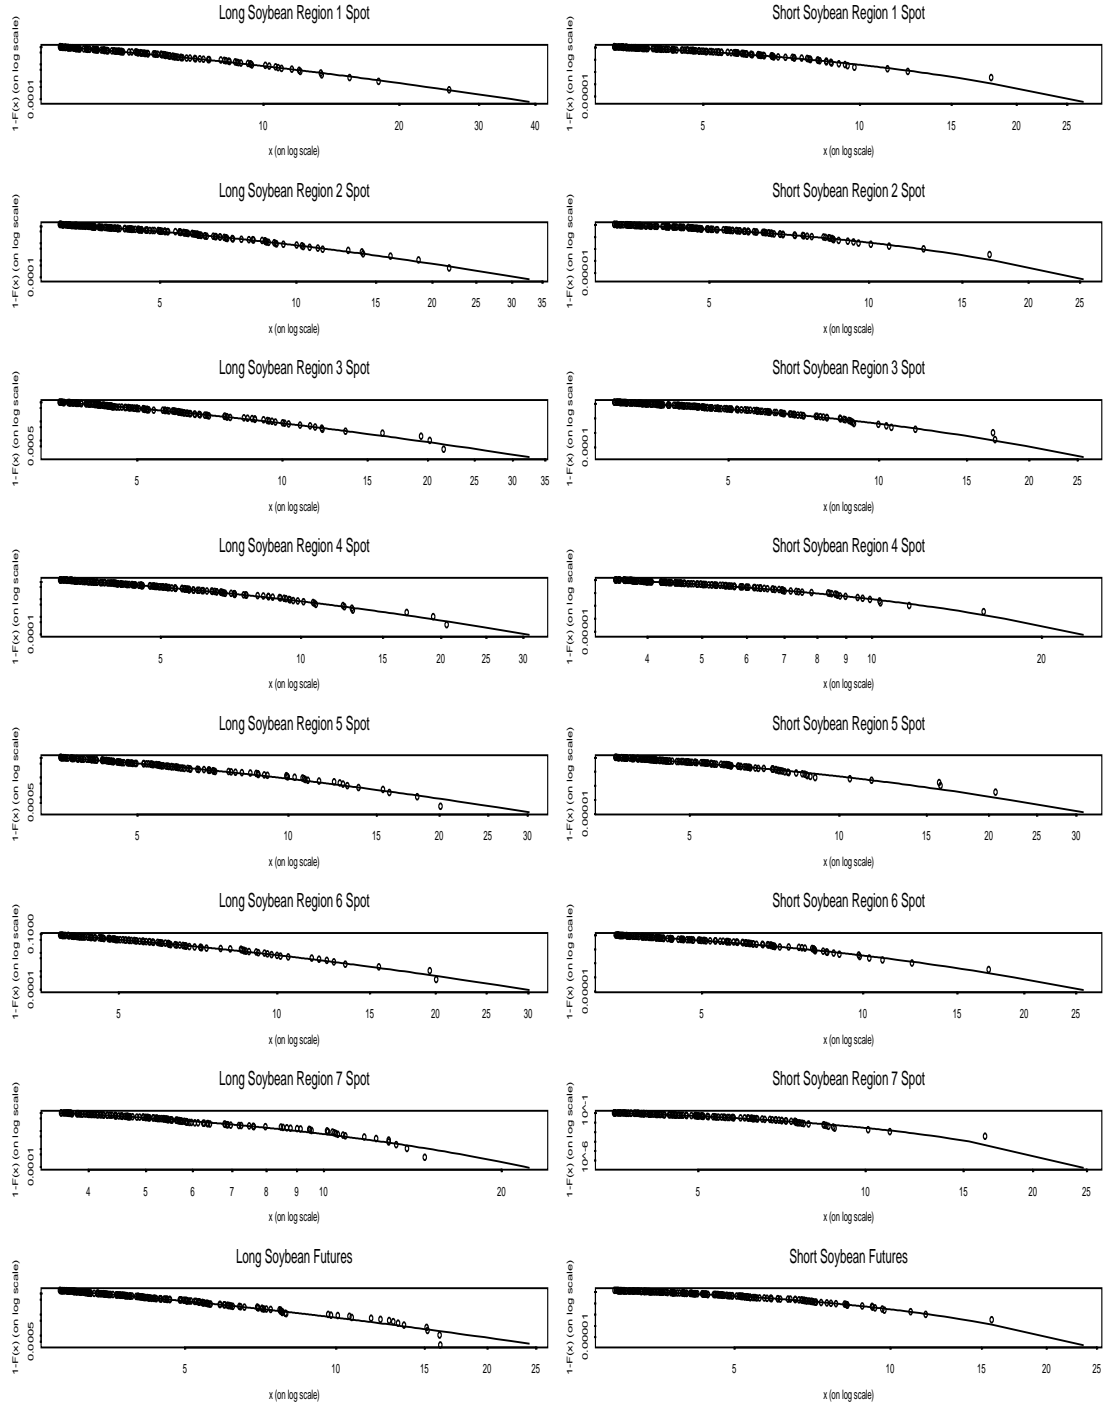 Long Soybean Region 1 Spot
1-F(x) (on log scale)
0.0001
10 20 30 40
x (on log scale)
Short Soybean Region 1 Spot
1-F(x) (on log scale)
0.0001
5 10 15 20 25
x (on log scale)
Long Soybean Region 2 Spot
1-F(x) (on log scale)
0.0001
5 10 15 20 25 30 35
x (on log scale)
Short Soybean Region 2 Spot
1-F(x) (on log scale)
0.00001
5 10 15 20 25
x (on log scale)
Long Soybean Region 3 Spot
1-F(x) (on log scale)
0.0005
5 10 15 20 25 30 35
x (on log scale)
Short Soybean Region 3 Spot
1-F(x) (on log scale)
0.0001
5 10 15 20 25
x (on log scale)
Long Soybean Region 4 Spot
1-F(x) (on log scale)
0.0001
5 10 15 20 25 30
x (on log scale)
Short Soybean Region 4 Spot
1-F(x) (on log scale)
0.00001
4 5 6 7 8 9 10 20
x (on log scale)
Long Soybean Region 5 Spot
1-F(x) (on log scale)
0.0005
5 10 15 20 25 30
x (on log scale)
Short Soybean Region 5 Spot
1-F(x) (on log scale)
0.00001
5 10 15 20 25 30
x (on log scale)
Long Soybean Region 6 Spot
1-F(x) (on log scale)
0.0001 0.1000
5 10 15 20 25 30
x (on log scale)
Short Soybean Region 6 Spot
1-F(x) (on log scale)
0.00001
5 10 15 20 25
x (on log scale)
Long Soybean Region 7 Spot
1-F(x) (on log scale)
0.0001
4 5 6 7 8 9 10 20
x (on log scale)
Short Soybean Region 7 Spot
1-F(x) (on log scale)
10^-6 10^-1
5 10 15 20 25
x (on log scale)
Long Soybean Futures
1-F(x) (on log scale)
0.0005
5 10 15 20 25
x (on log scale)
Short Soybean Futures
1-F(x) (on log scale)
0.00001
5 10 15 20 25
x (on log scale)